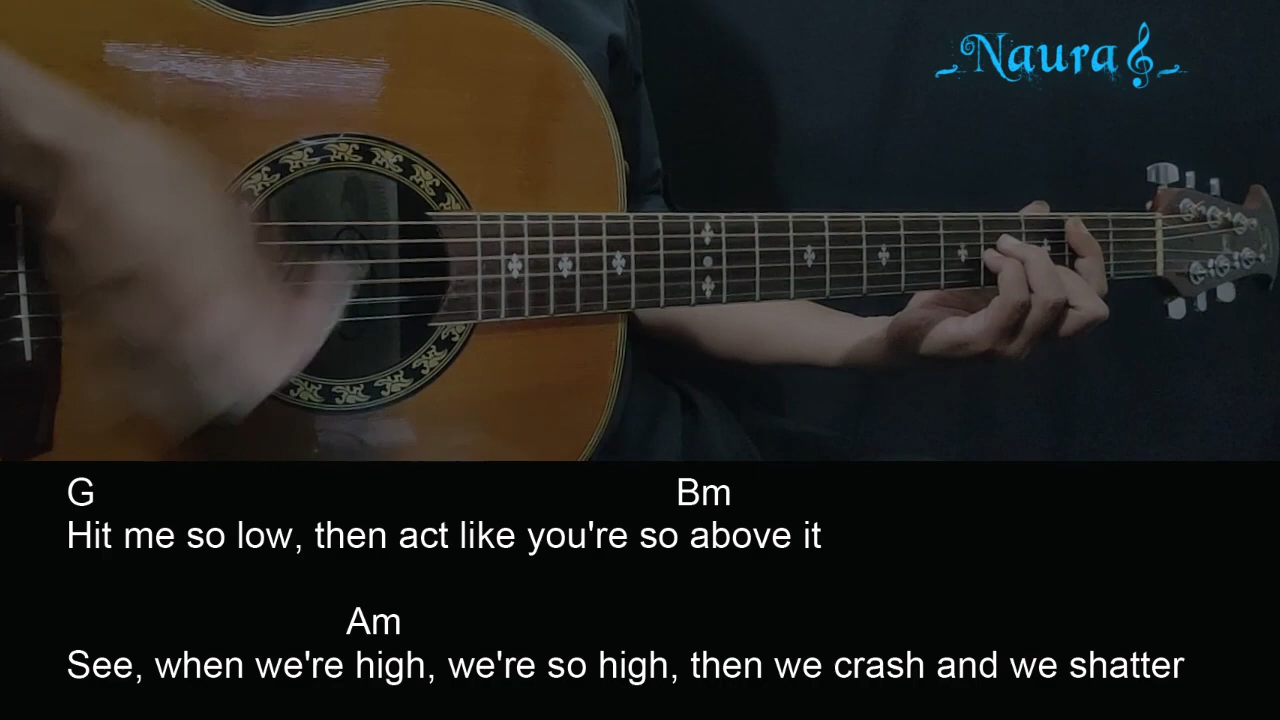 Naura
G Bm
Hit me so low, then act like you're so above it
Am
See, when we're high, we're so high, then we crash and we shatter